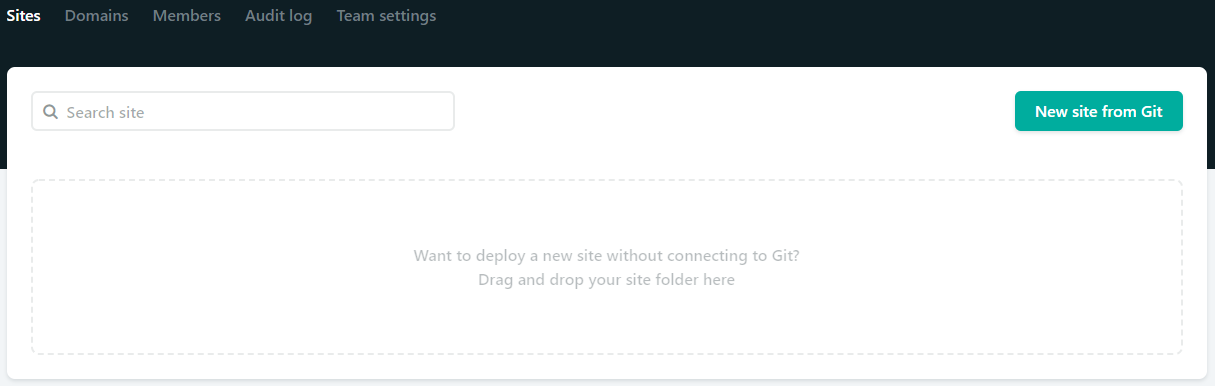 Sites Domains Members Audit log Team settings
Search site
New site from Git
Want to deploy a new site without connecting to Git?
Drag and drop your site folder here